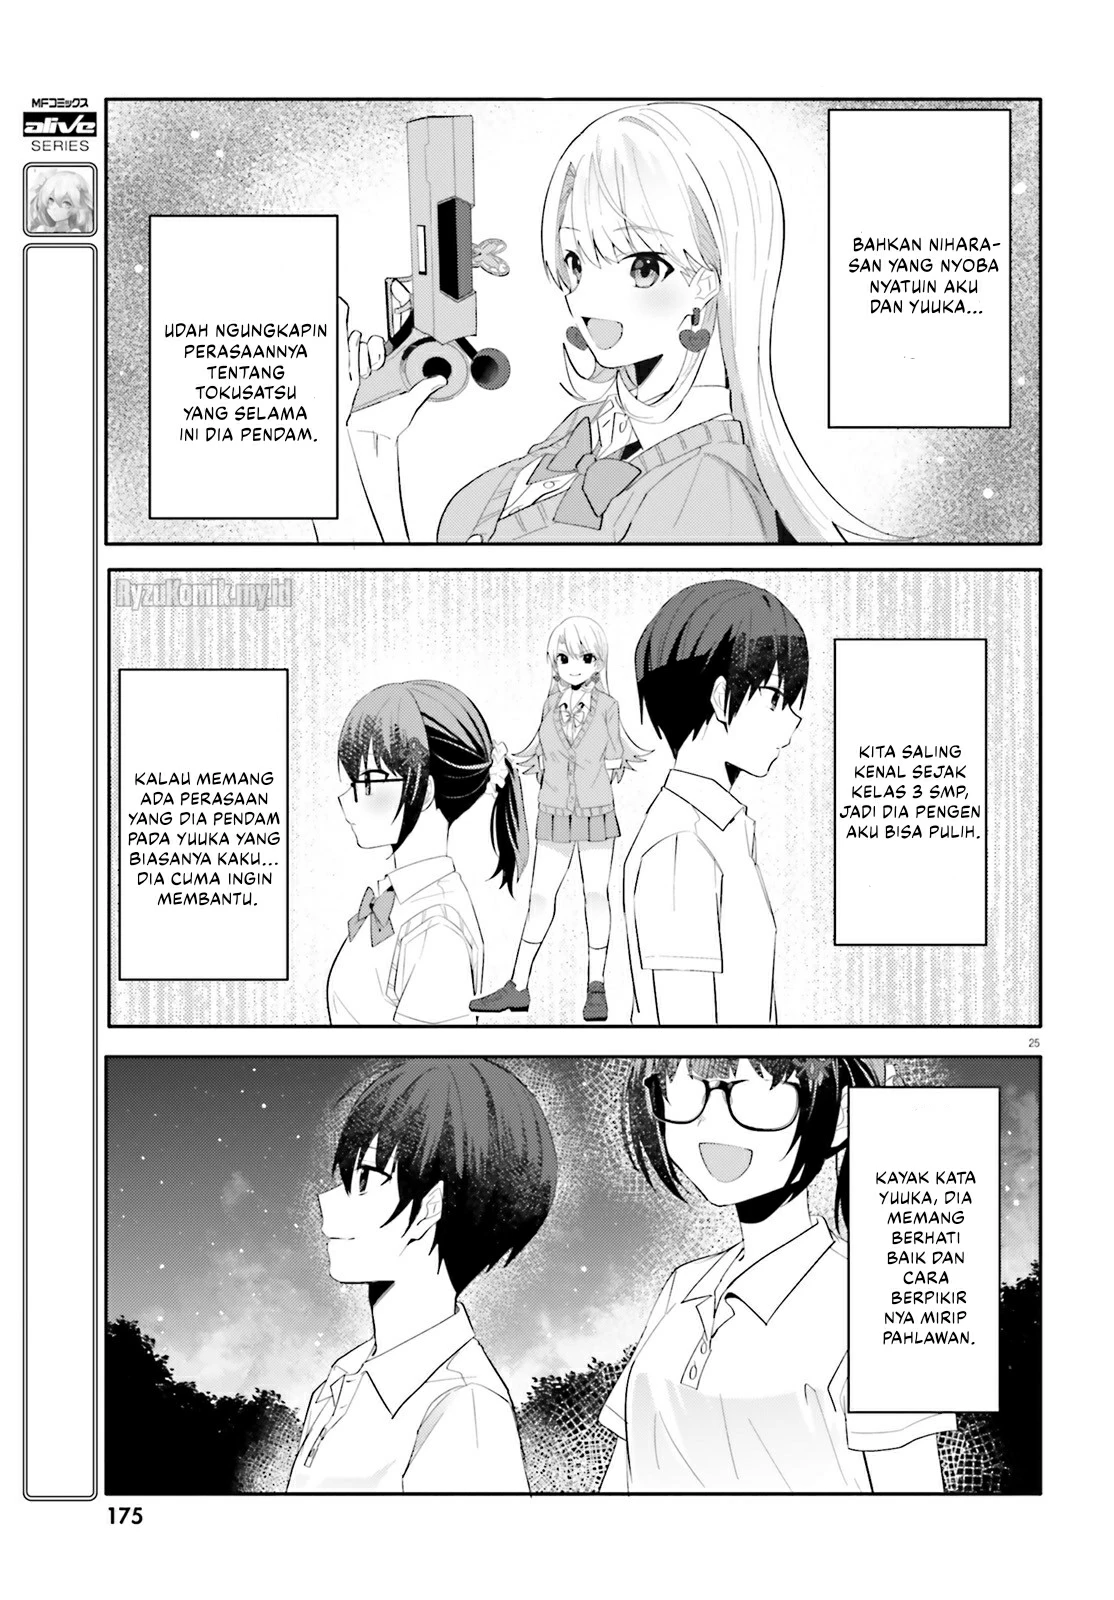 MFコミックス
alive
SERIES
BAHKAN NIHARA-
SAN YANG NYOBA
NYATUIN AKU
DAN YUUKA...
UDAH NGUNGKAPIN
PERASAANNYA
TENTANG
TOKUSATSU
YANG SELAMA
INI DIA PENDAM.
RyzuKomik.my.id
KITA SALING
KENAL SEJAK
KELAS 3 SMP,
JADI DIA PENGEN
AKU BISA PULIH.
KALAU MEMANG
ADA PERASAAN
YANG DIA PENDAM
PADA YUUKA YANG
BIASANYA KAKU...
DIA CUMA INGIN
MEMBANTU.
25
KAYAK KATA
YUUKA, DIA
MEMANG
BERHATI
BAIK DAN
CARA
BERPIKIR
NYA MIRIP
PAHLAWAN.
175